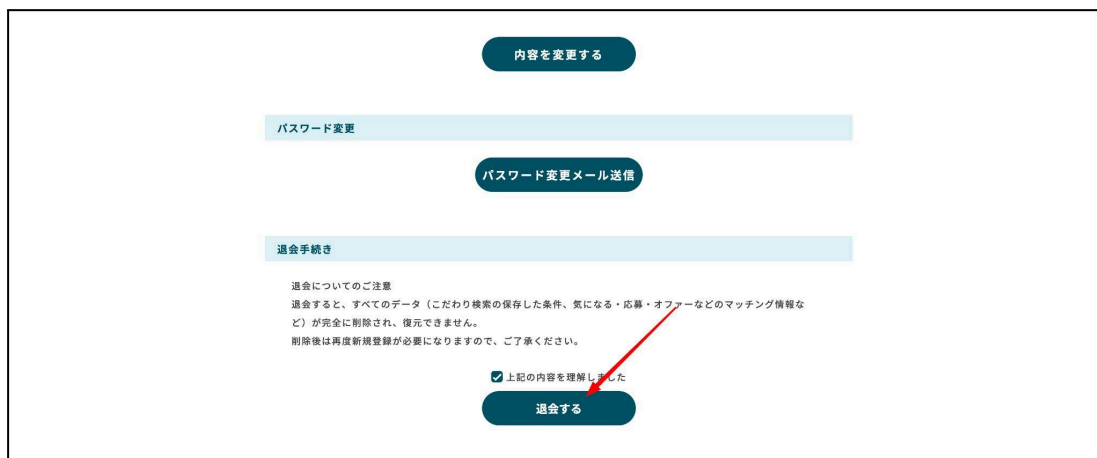 内容を変更する
パスワード変更
パスワード変更メール送信
退会手続き
退会についてのご注意
退会すると、すべてのデータ（こだわり検索の保存した条件、気になる・応募・オファーなどのマッチング情報な
ど）が完全に削除され、復元できません。
削除後は再度新規登録が必要になりますので、ご了承ください。
上記の内容を理解しました
退会する